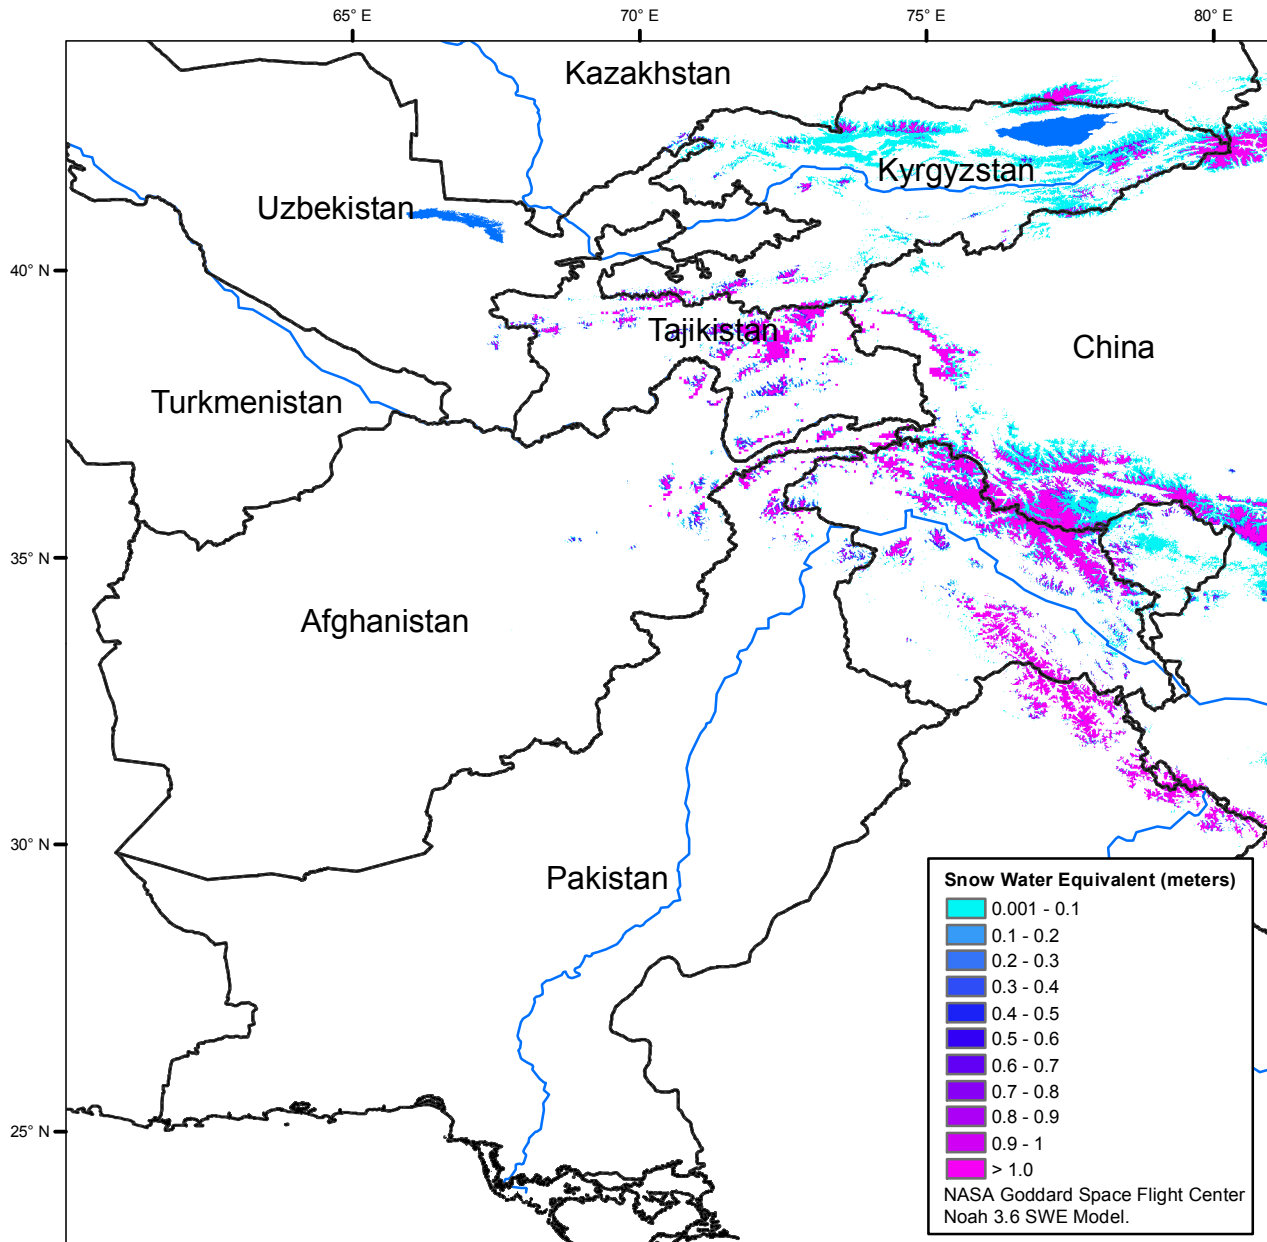 65° E
70° E
75° E
80° E
Kazakhstan
Kyrgyzstan
Uzbekistan
40° N
Tajikistan
China
Turkmenistan
35° N
Afghanistan
30° N
Pakistan
25° N
Snow Water Equivalent (meters)
0.001 - 0.1
0.1 - 0.2
0.2 - 0.3
0.3 - 0.4
0.4 - 0.5
0.5 - 0.6
0.6 - 0.7
0.7 - 0.8
0.8 - 0.9
0.9 - 1
> 1.0
NASA Goddard Space Flight Center
Noah 3.6 SWE Model.